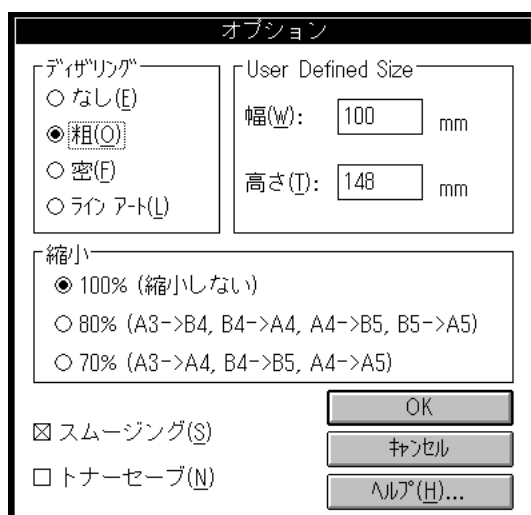 オプション
ディザリング
なし(E)
粗(O)
密(F)
ライン アート(L)
User Defined Size
幅(W): 100 mm
高さ(T): 148 mm
縮小
100% (縮小しない)
80% (A3->B4, B4->A4, A4->B5, B5->A5)
70% (A3->A4, B4->B5, A4->A5)
スムージング(S)
トナーセーブ(N)
OK
キャンセル
ヘルプ(H)...